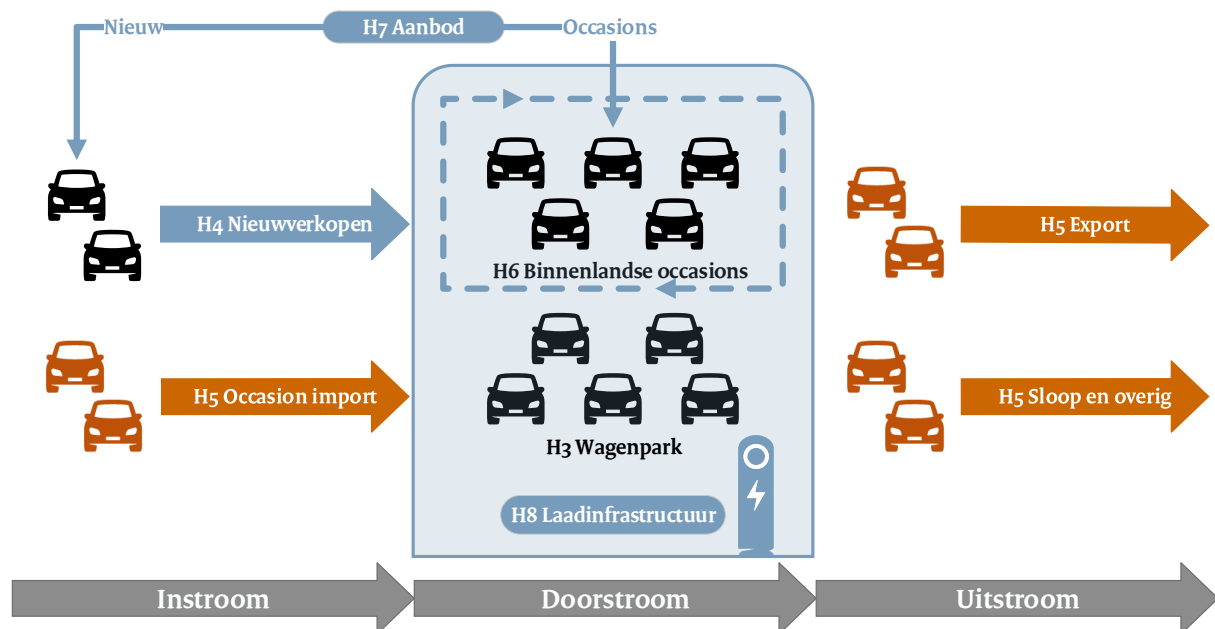 Nieuw
H7 Aanbod
Occasions
H4 Nieuwverkopen
H6 Binnenlandse occasions
H5 Export
H5 Occasion import
H3 Wagenpark
H5 Sloop en overig
H8 Laadinfrastructuur
Instroom
Doorstroom
Uitstroom